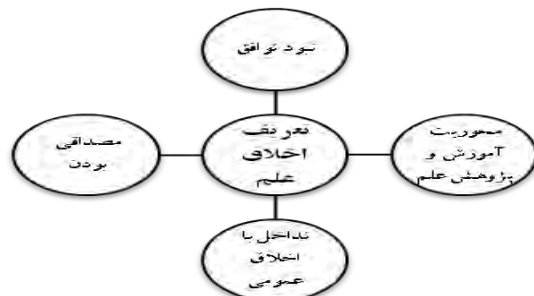 نبود توافق
محوریت
آموزش و
پژوهش علم
تعریف
اخلاق
علم
مصداقی
بودن
تداخل با
اخلاق
عمومی